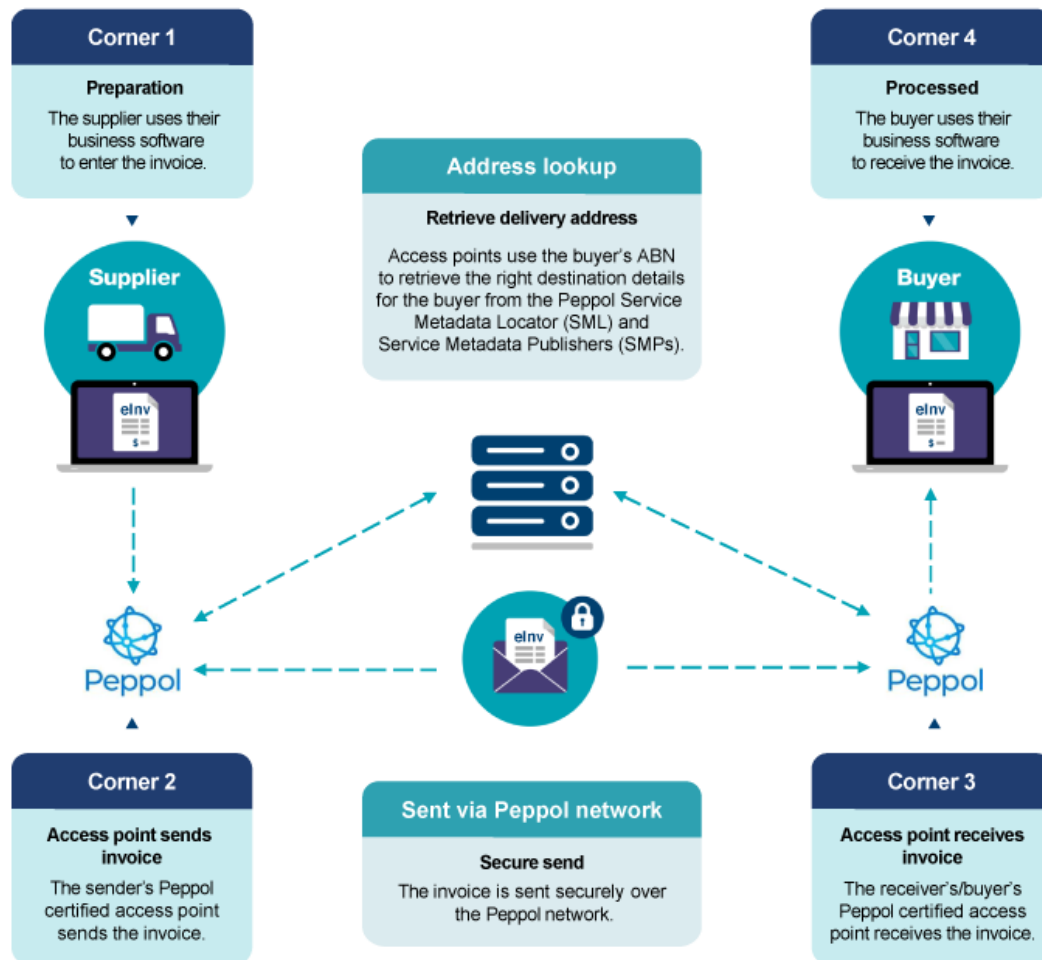 Corner 1
Preparation
The supplier uses their
business software
to enter the invoice.
Corner 4
Processed
The buyer uses their
business software
to receive the invoice.
Address lookup
Retrieve delivery address
Access points use the buyer's ABN
to retrieve the right destination details
for the buyer from the Peppol Service
Metadata Locator (SML) and
Service Metadata Publishers (SMPs).
Supplier
eInv
$
Buyer
eInv
$
eInv
Peppol
Peppol
Corner 2
Access point sends
invoice
The sender's Peppol
certified access point
sends the invoice.
Sent via Peppol network
Secure send
The invoice is sent securely over
the Peppol network.
Corner 3
Access point receives
invoice
The receiver's/buyer's
Peppol certified access
point receives the invoice.